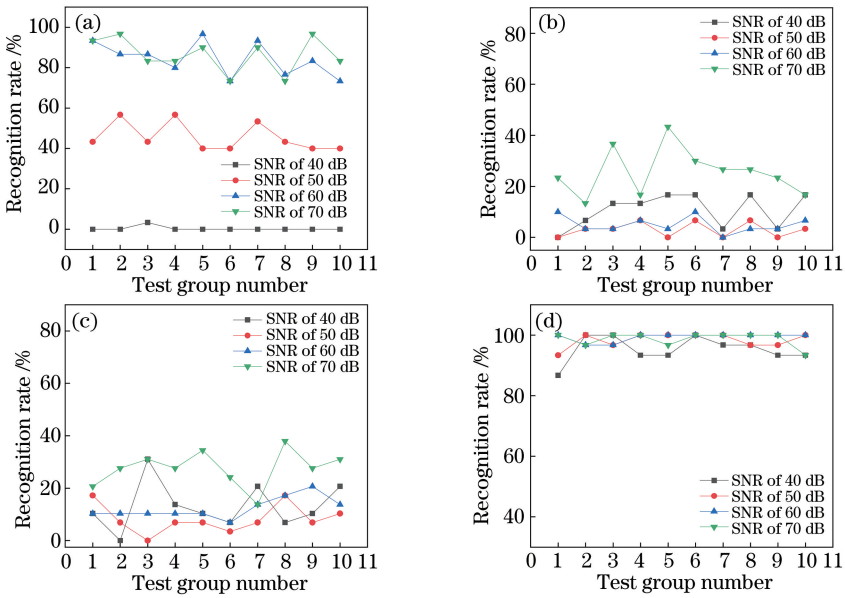 (a)
Recognition rate /%
100
80
60
40
20
0
SNR of 40 dB
SNR of 50 dB
SNR of 60 dB
SNR of 70 dB
0 1 2 3 4 5 6 7 8 9 10 11
Test group number
(b)
Recognition rate /%
80
60
40
20
0
SNR of 40 dB
SNR of 50 dB
SNR of 60 dB
SNR of 70 dB
0 1 2 3 4 5 6 7 8 9 10 11
Test group number
(c)
Recognition rate /%
80
60
40
20
0
SNR of 40 dB
SNR of 50 dB
SNR of 60 dB
SNR of 70 dB
0 1 2 3 4 5 6 7 8 9 10 11
Test group number
(d)
Recognition rate /%
100
80
60
40
SNR of 40 dB
SNR of 50 dB
SNR of 60 dB
SNR of 70 dB
0 1 2 3 4 5 6 7 8 9 10 11
Test group number